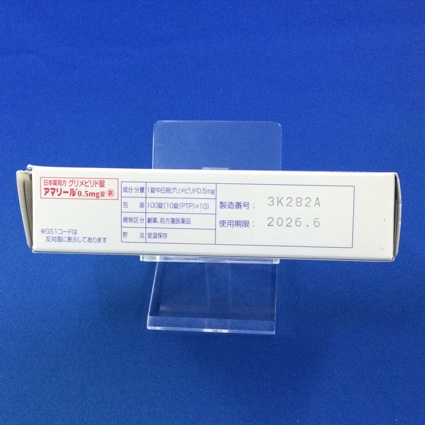 日本薬局方 グリメピリド錠
アマリール®0.5mg錠 劇
※GS1コードは
反対面に表示してあります
成分・分量 1錠中日局グリメピリド0.5mg
包 装 100錠[10錠(PTP)×10]
規制区分 劇薬、処方箋医薬品
貯 法 室温保存
製造番号: 3K282A
使用期限: 2026.6